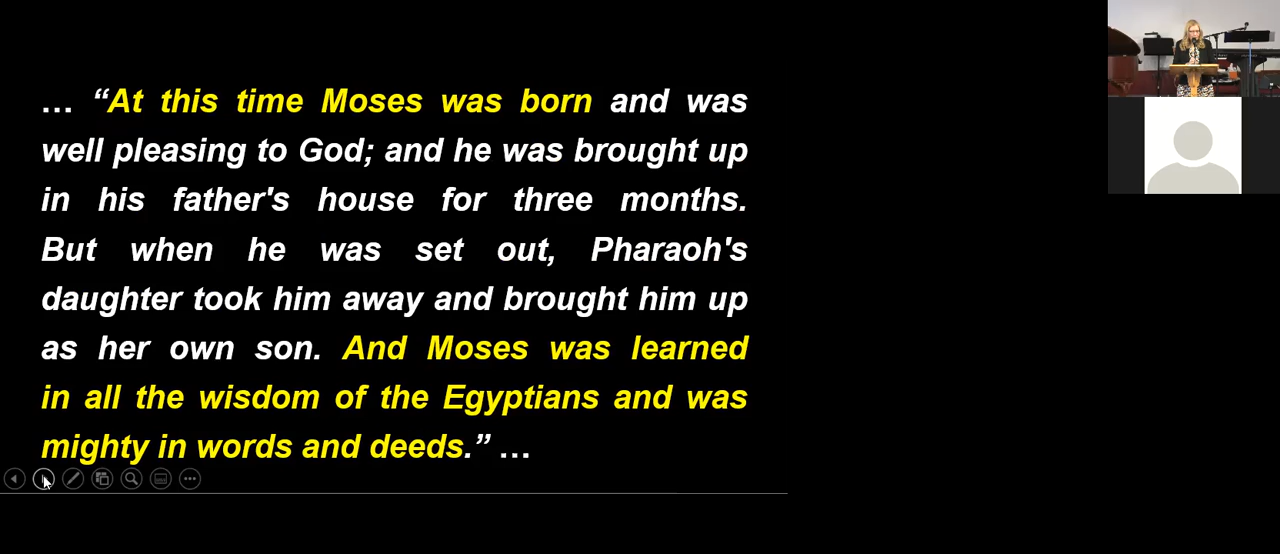 … “At this time Moses was born and was
well pleasing to God; and he was brought up
in his father's house for three months.
But when he was set out, Pharaoh's
daughter took him away and brought him up
as her own son. And Moses was learned
in all the wisdom of the Egyptians and was
mighty in words and deeds.” …